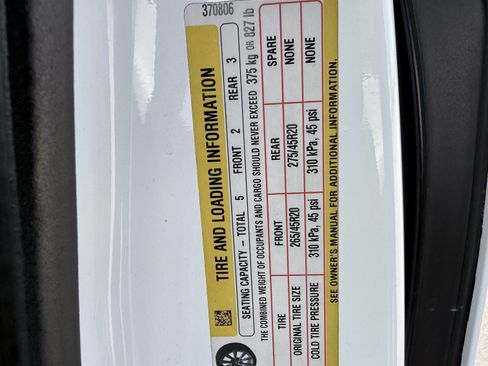 370806
TIRE AND LOADING INFORMATION
SEATING CAPACITY - TOTAL 5 FRONT 2 REAR 3
THE COMBINED WEIGHT OF OCCUPANTS AND CARGO SHOULD NEVER EXCEED 375 kg OR 827 lb
TIRE FRONT REAR SPARE
ORIGINAL TIRE SIZE 265/45R20 275/45R20 NONE
COLD TIRE PRESSURE 310 kPa, 45 psi 310 kPa, 45 psi NONE
SEE OWNER'S MANUAL FOR ADDITIONAL INFORMATION